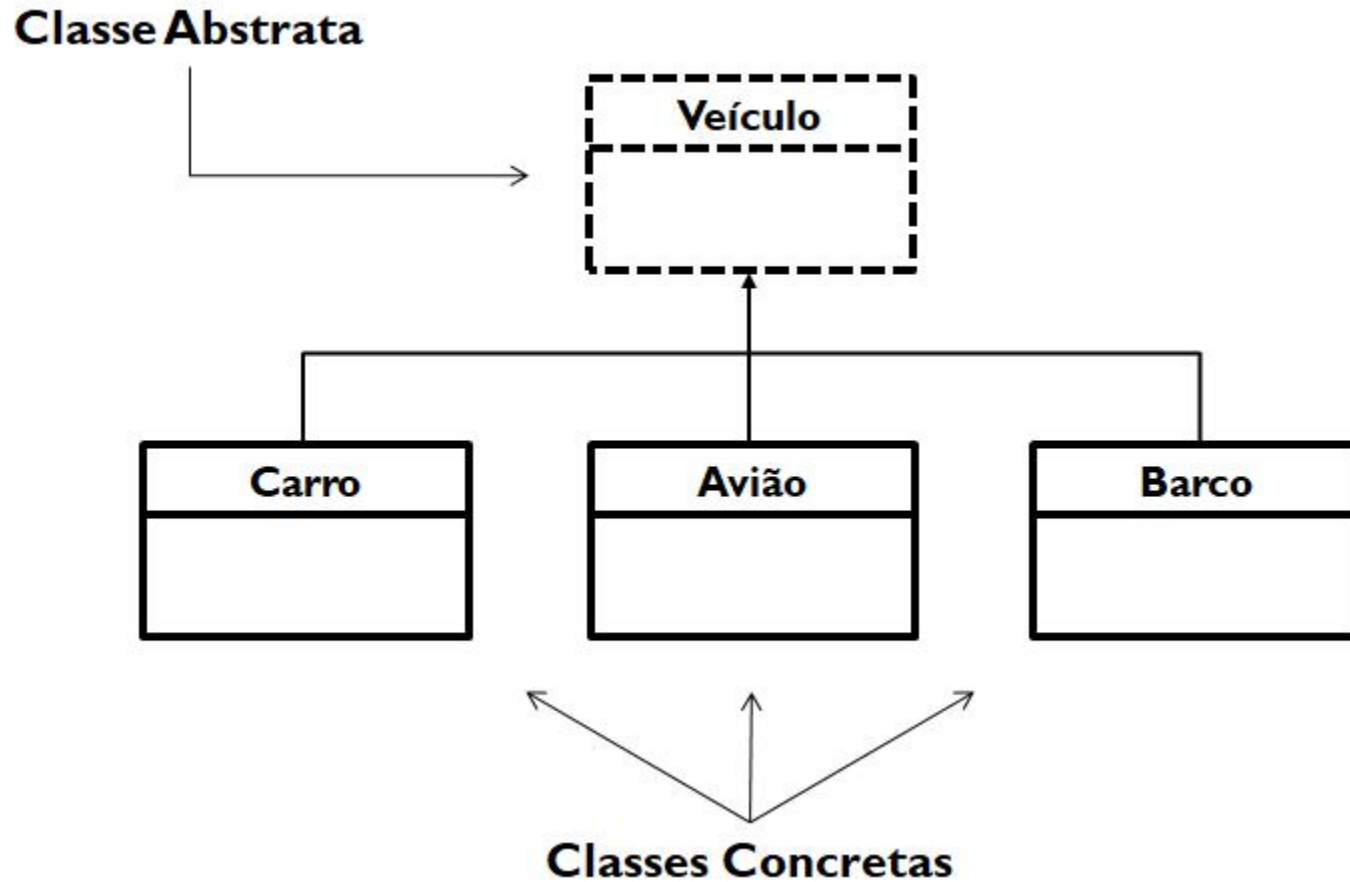 Classe Abstrata
Veículo
Carro
Avião
Barco
Classes Concretas